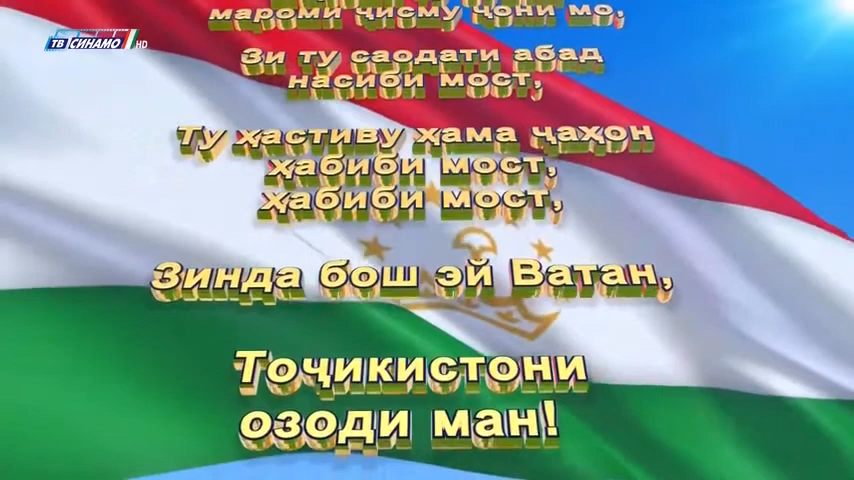 ТВ СИНАМО HD
мароми ҷисму ҷони мо,
Зи ту саодати абад
насиби мост,
Ту ҳастиву ҳама ҷаҳон
ҳабиби мост,
ҳабиби мост,
Зинда бош эй Ватан,
Тоҷикистони
озоди ман!